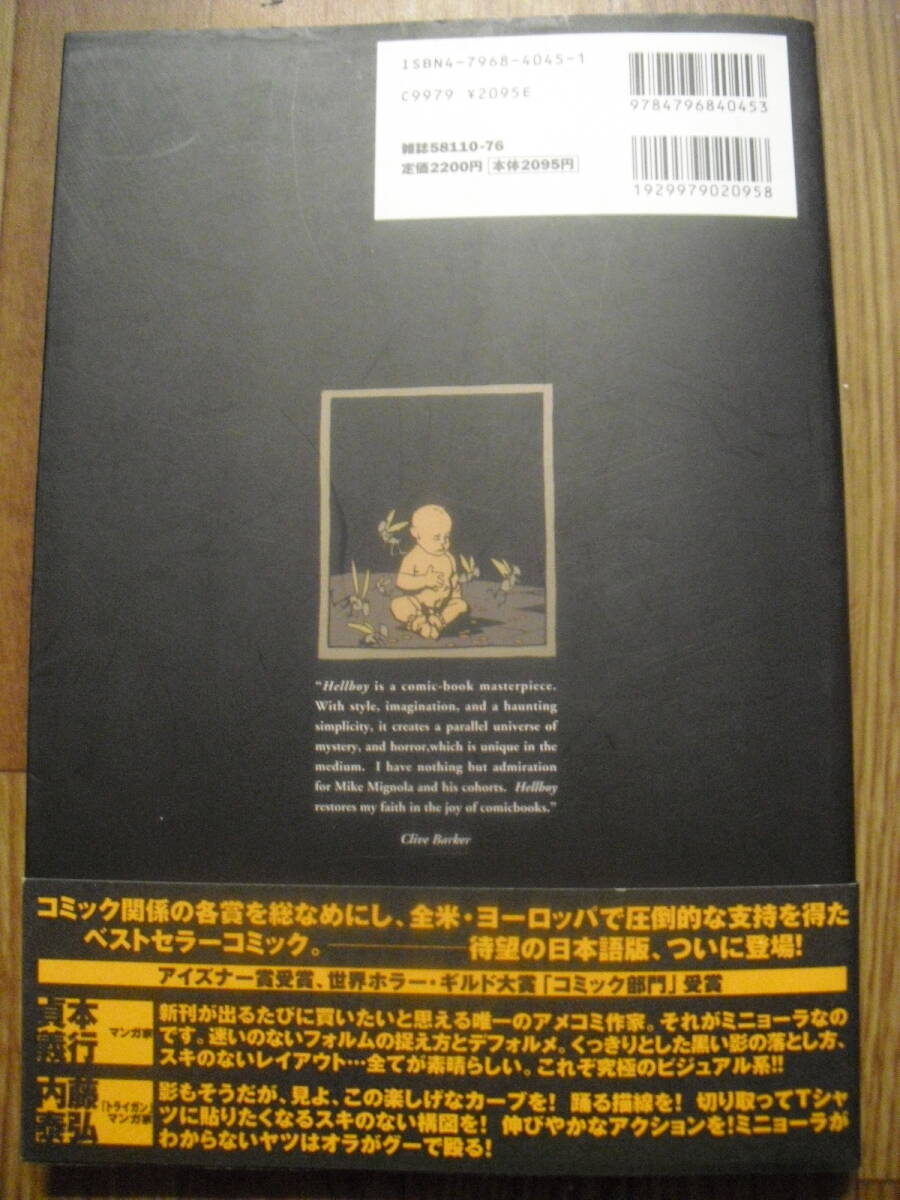 ISBN4-7968-4045-1
C9979 ¥2095E
雑誌58110-76
定価2200円 本体2095円
9784796840453
1929979020958
"Hellboy is a comic-book masterpiece.
With style, imagination, and a haunting
simplicity, it creates a parallel universe of
mystery, and horror,which is unique in the
medium. I have nothing but admiration
for Mike Mignola and his cohorts. Hellboy
restores my faith in the joy of comicbooks."
Clive Barker
コミック関係の各賞を総なめにし、全米・ヨーロッパで圧倒的な支持を得た
ベストセラーコミック。――――待望の日本語版、ついに登場!
アイズナー賞受賞、世界ホラー・ギルド大賞「コミック部門」受賞
貞本
義行 マンガ家
新刊が出るたびに買いたいと思える唯一のアメコミ作家。それがミニョーラなの
です。迷いのないフォルムの捉え方とデフォルメ。くっきりとした黒い影の落とし方、
スキのないレイアウト…全てが素晴らしい。これぞ究極のビジュアル系!!
内藤
泰弘 「トライガン」
マンガ家
影もそうだが、見よ、この楽しげなカーブを! 踊る描線を! 切り取ってTシャ
ツに貼りたくなるスキのない構図を! 伸びやかなアクションを!ミニョーラが
わからないヤツはオラがグーで殴る!